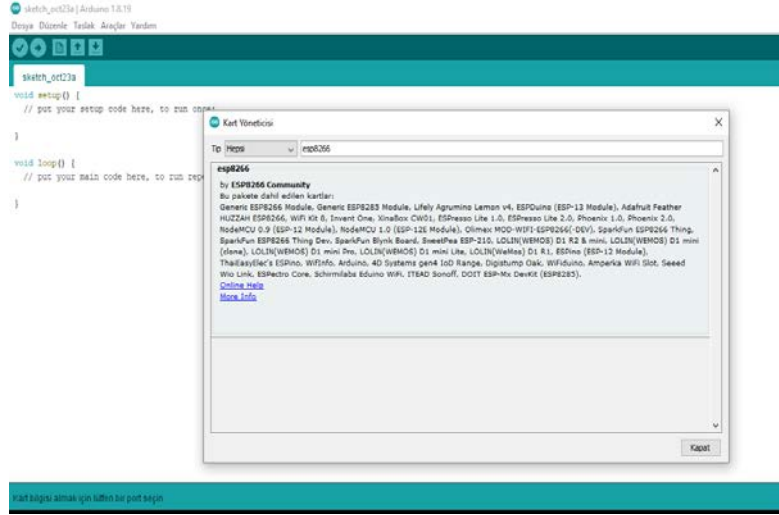 sketch_oct23a | Arduino 1.8.19
Dosya Düzenle Taslak Araçlar Yardım
sketch_oct23a
void setup() {
// put your setup code here, to run once:
}
void loop() {
// put your main code here, to run rep
}
Kart Yöneticisi
Tip Hepsi esp8266
esp8266
by ESP8266 Community
Bu pakete dahil edilen kartlar:
Generic ESP8266 Module, Generic ESP8285 Module, Lifely Agrumino Lemon v4, ESPDuino (ESP-13 Module), Adafruit Feather
HUZZAH ESP8266, WiFi Kit 8, Invent One, XinaBox CW01, ESPresso Lite 1.0, ESPresso Lite 2.0, Phoenix 1.0, Phoenix 2.0,
NodeMCU 0.9 (ESP-12 Module), NodeMCU 1.0 (ESP-12E Module), Olimex MOD-WIFI-ESP8266(-DEV), SparkFun ESP8266 Thing,
SparkFun ESP8266 Thing Dev, SparkFun Blynk Board, SweetPea ESP-210, LOLIN(WEMOS) D1 R2 & mini, LOLIN(WEMOS) D1 mini
(clone), LOLIN(WEMOS) D1 mini Pro, LOLIN(WEMOS) D1 mini Lite, LOLIN(WeMos) D1 R1, ESPino (ESP-12 Module),
ThaiEasyElec's ESPino, WifInfo, Arduino, 4D Systems gen4 IoD Range, Digistump Oak, WiFiduino, Amperka WiFi Slot, Seeed
Wio Link, ESPectro Core, Schirmilabs Eduino WiFi, ITEAD Sonoff, DOIT ESP-Mx DevKit (ESP8285).
Online Help
More Info
Kapat
Kart bilgisi almak için lütfen bir port seçin